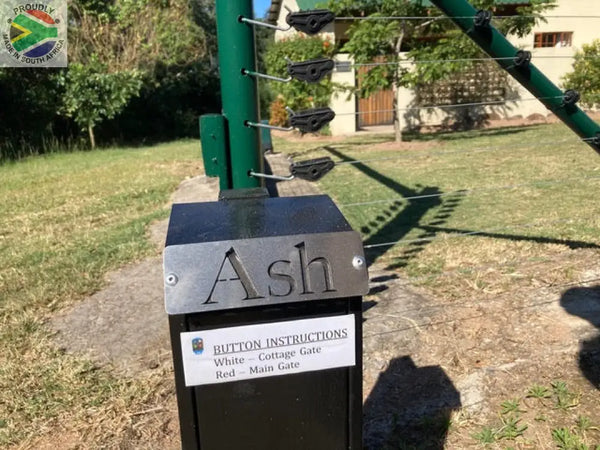 PROUDLY
MADE IN SOUTH AFRICA
Ash
BUTTON INSTRUCTIONS
White – Cottage Gate
Red – Main Gate